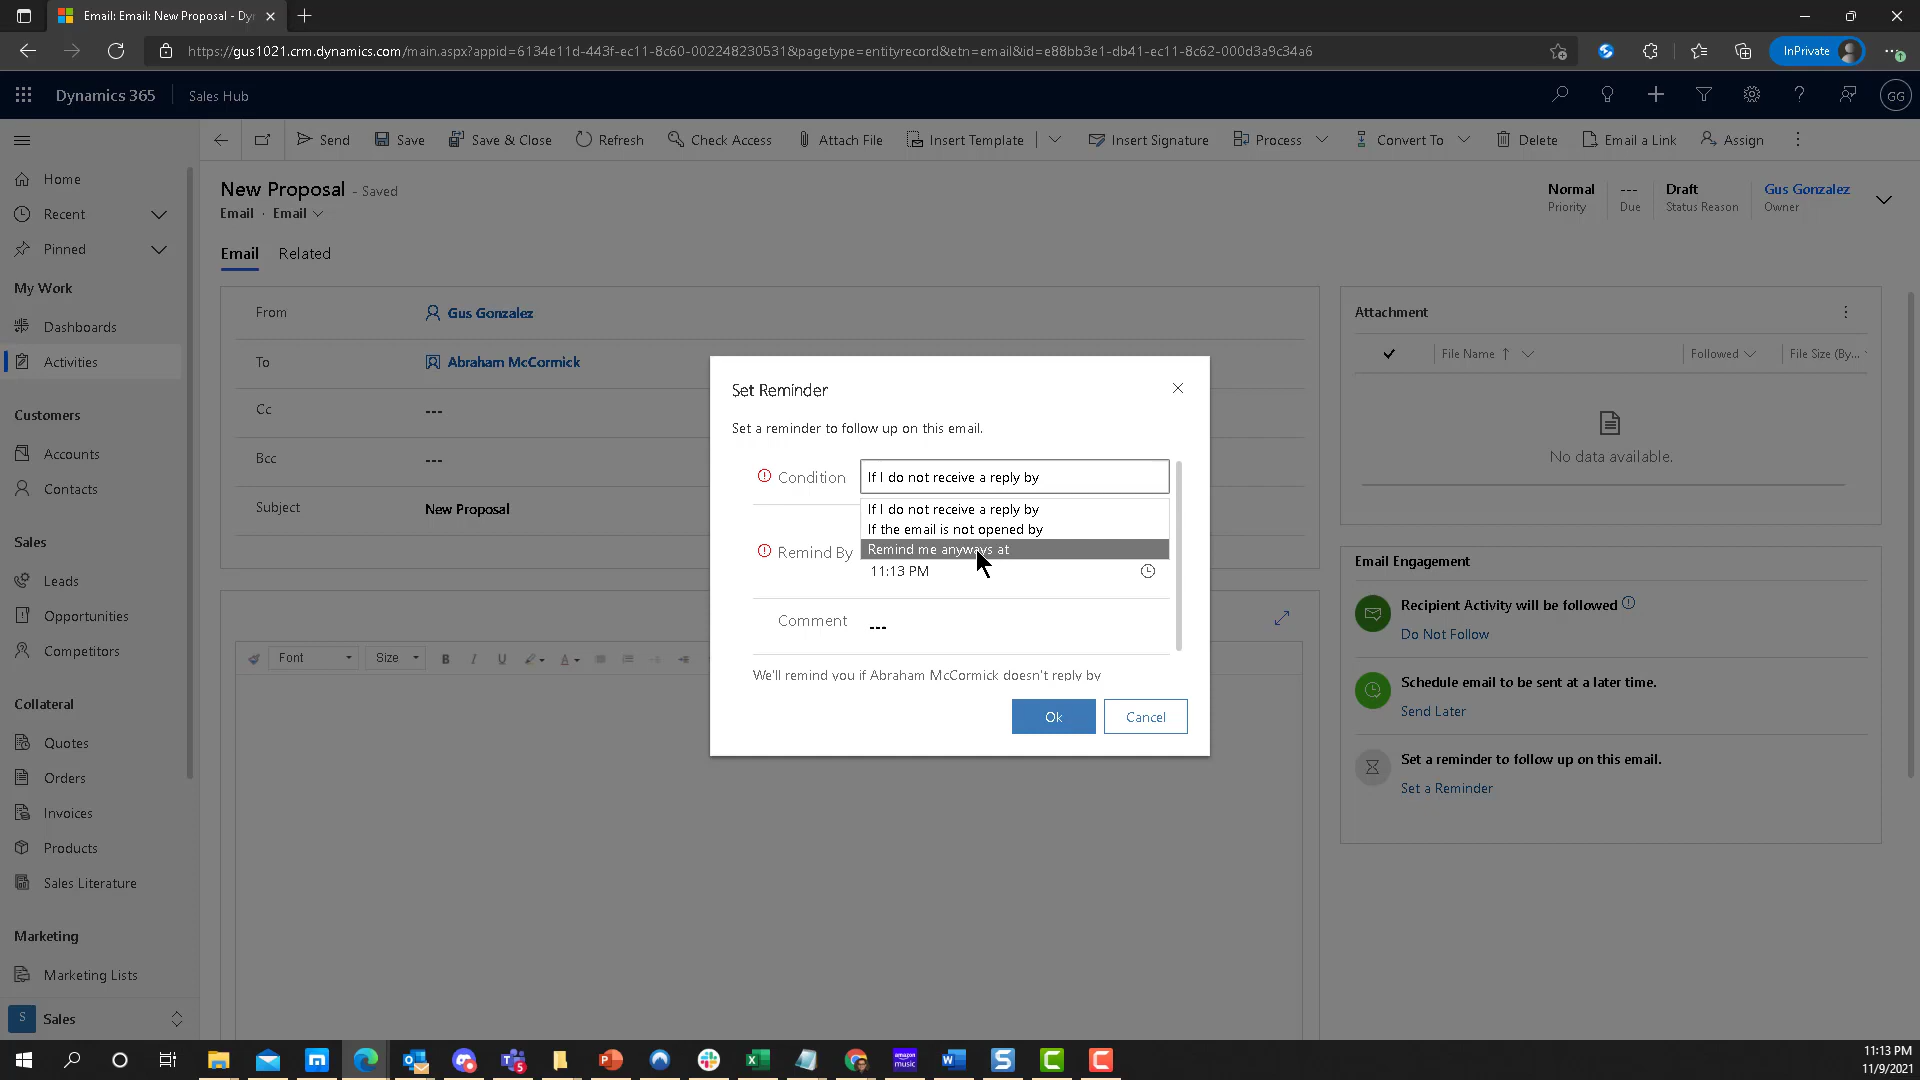 Email: Email: New Proposal - Dy
https://gus1021.crm.dynamics.com/main.aspx?appid=6134e11d-443f-ec11-8c60-002248230531&pagetype=entityrecord&etn=email&id=e88bb3e1-db41-ec11-8c62-000d3a9c34a6
InPrivate
Dynamics 365
Sales Hub
GG
Send
Save
Save & Close
Refresh
Check Access
Attach File
Insert Template
Insert Signature
Process
Convert To
Delete
Email a Link
Assign
Home
Recent
Pinned
My Work
Dashboards
Activities
Customers
Accounts
Contacts
Sales
Leads
Opportunities
Competitors
Collateral
Quotes
Orders
Invoices
Products
Sales Literature
Marketing
Marketing Lists
S
Sales
New Proposal - Saved
Email · Email
Normal
Priority
---
Due
Draft
Status Reason
Gus Gonzalez
Owner
Email
Related
From
Gus Gonzalez
To
Abraham McCormick
Cc
---
Bcc
---
Subject
New Proposal
Font
Size
B
I
U
A
Set Reminder
Set a reminder to follow up on this email.
Condition
If I do not receive a reply by
If I do not receive a reply by
If the email is not opened by
Remind me anyways at
Remind By
11:13 PM
Comment
---
We'll remind you if Abraham McCormick doesn't reply by
Ok
Cancel
Attachment
File Name
Followed
File Size (By...
No data available.
Email Engagement
Recipient Activity will be followed
Do Not Follow
Schedule email to be sent at a later time.
Send Later
Set a reminder to follow up on this email.
Set a Reminder
11:13 PM
11/9/2021